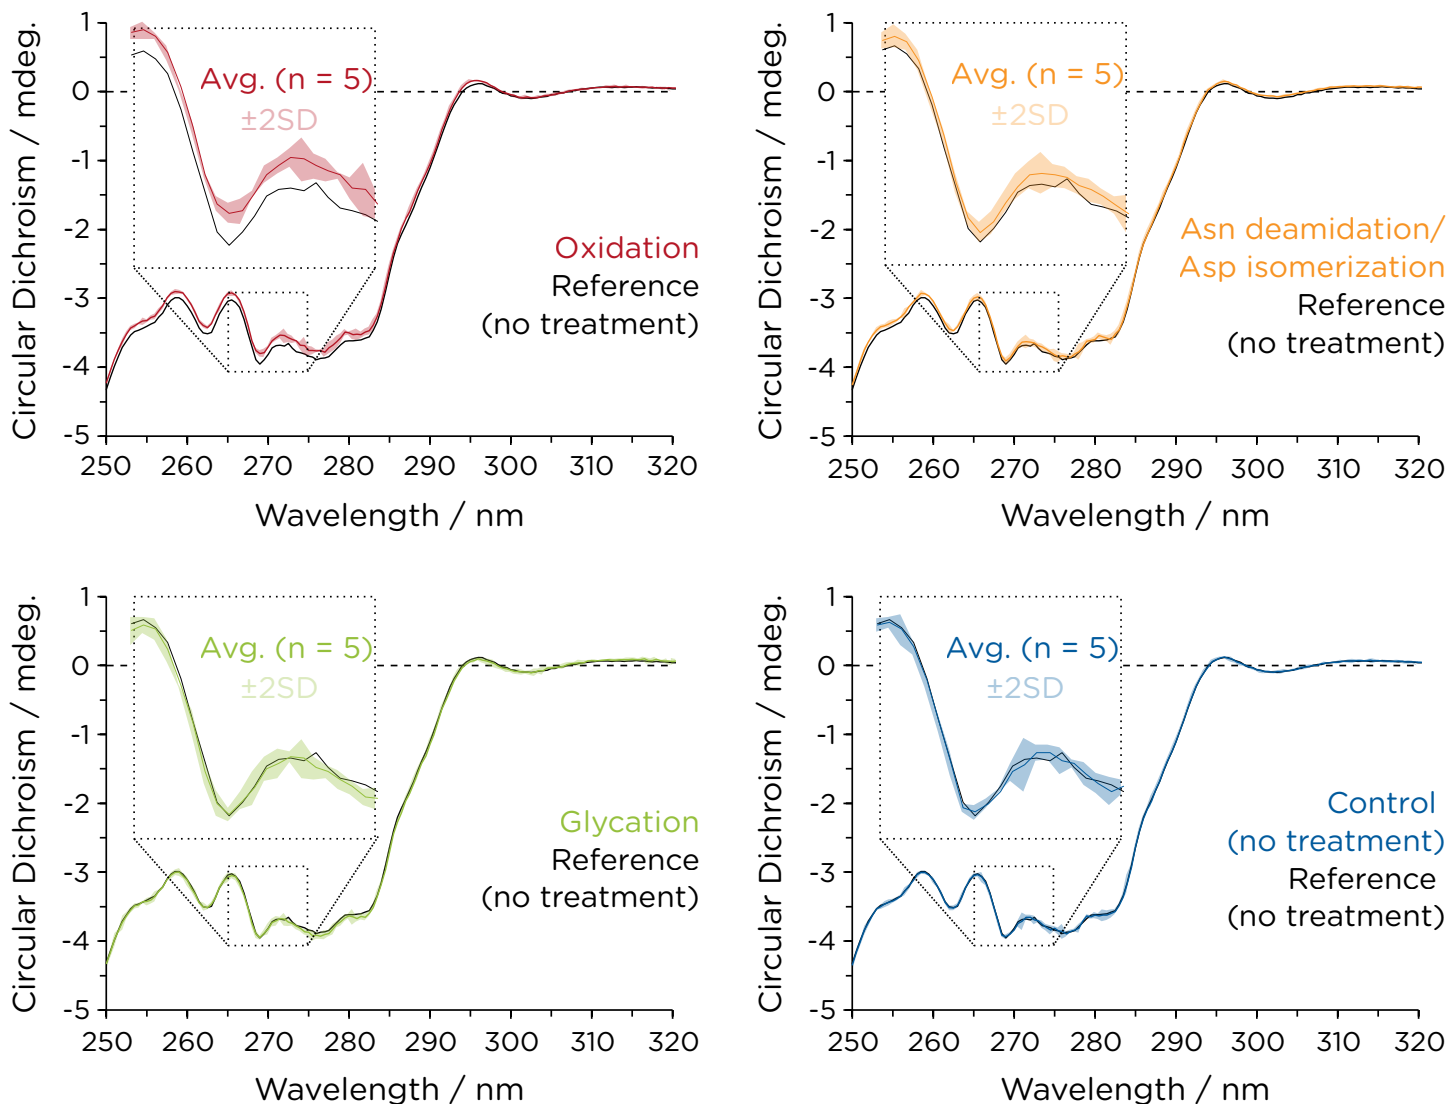 Circular Dichroism / mdeg.
1
0
-1
-2
-3
-4
-5
Avg. (n = 5)
±2SD
Oxidation
Reference
(no treatment)
250 260 270 280 290 300 310 320
Wavelength / nm
Circular Dichroism / mdeg.
1
0
-1
-2
-3
-4
-5
Avg. (n = 5)
±2SD
Asn deamidation/
Asp isomerization
Reference
(no treatment)
250 260 270 280 290 300 310 320
Wavelength / nm
Circular Dichroism / mdeg.
1
0
-1
-2
-3
-4
-5
Avg. (n = 5)
±2SD
Glycation
Reference
(no treatment)
250 260 270 280 290 300 310 320
Wavelength / nm
Circular Dichroism / mdeg.
1
0
-1
-2
-3
-4
-5
Avg. (n = 5)
±2SD
Control
(no treatment)
Reference
(no treatment)
250 260 270 280 290 300 310 320
Wavelength / nm